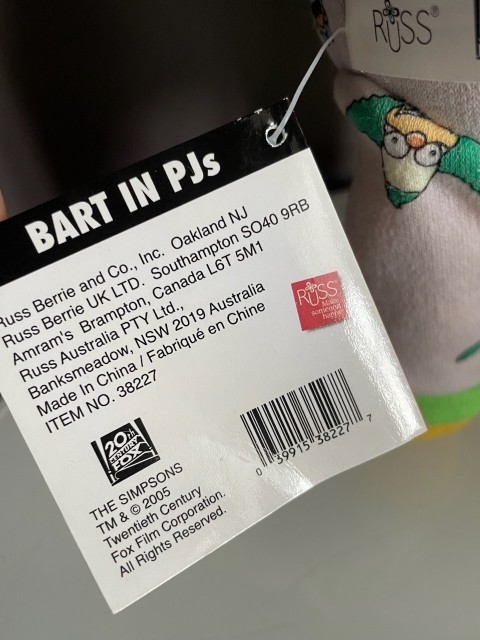 RUSS®
BART IN PJs
Russ Berrie and Co., Inc. Oakland NJ
Russ Berrie UK LTD. Southampton SO40 9RB
Amram's Brampton, Canada L6T 5M1
Russ Australia PTY Ltd.,
Banksmeadow, NSW 2019 Australia
Made In China / Fabriqué en Chine
ITEM NO. 38227
RUSS
Make
someone
happy
20th
CENTURY
FOX
0 39915 38227 7
THE SIMPSONS
TM & © 2005
Twentieth Century
Fox Film Corporation.
All Rights Reserved.